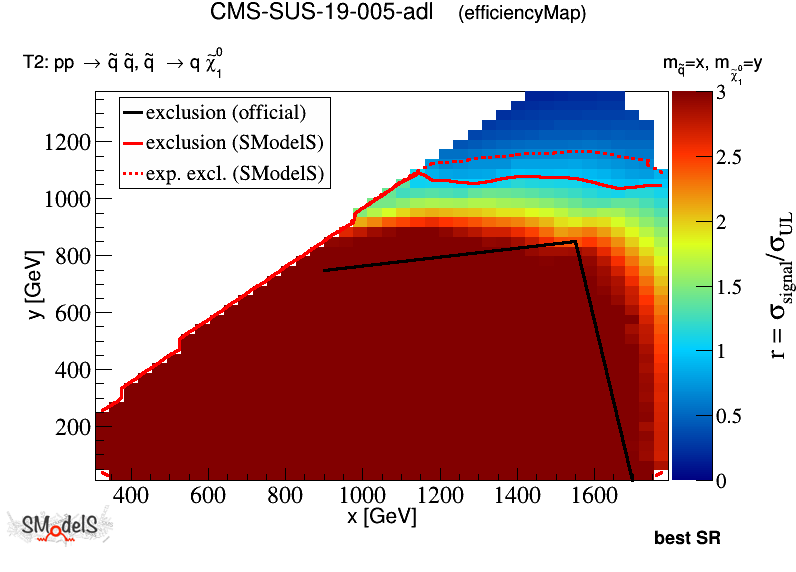 CMS-SUS-19-005-adl (efficiencyMap)
T2: pp → q̃ q̃, q̃ → q χ̃₁⁰
m_q̃=x, m_χ̃₁⁰=y
exclusion (official)
exclusion (SModelS)
exp. excl. (SModelS)
1200
1000
800
600
400
200
y [GeV]
400 600 800 1000 1200 1400 1600
x [GeV]
3
2.5
2
1.5
1
0.5
0
r = σ_signal/σ_UL
SModelS
best SR